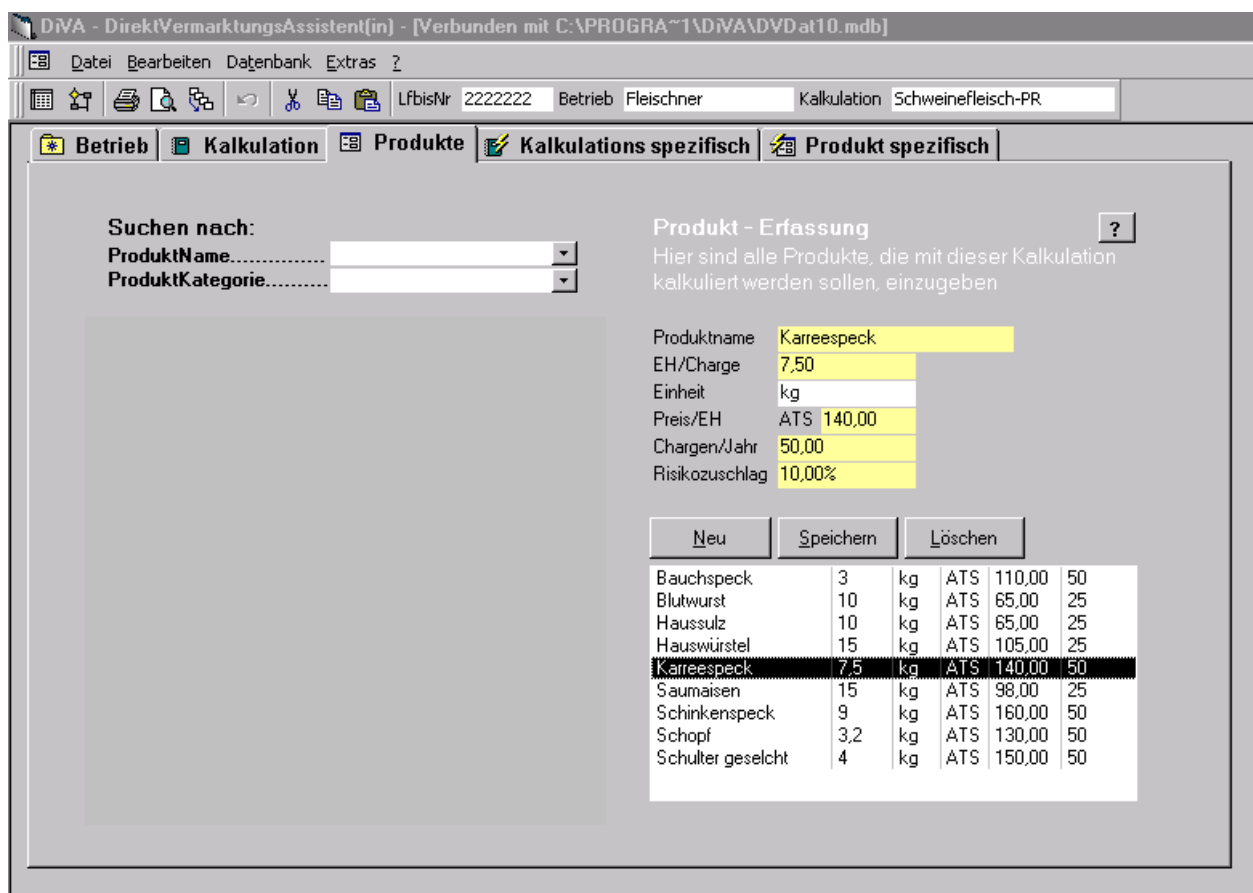 DiVA - DirektVermarktungsAssistent(in) - [Verbunden mit C:\PROGRA~1\DiVA\DVDat10.mdb]
Datei Bearbeiten Datenbank Extras ?
LfbisNr 2222222 Betrieb Fleischner Kalkulation Schweinefleisch-PR
Betrieb Kalkulation Produkte Kalkulations spezifisch Produkt spezifisch
Suchen nach:
ProduktName...............
ProduktKategorie..........
Produkt - Erfassung ?
Hier sind alle Produkte, die mit dieser Kalkulation
kalkuliert werden sollen, einzugeben
Produktname Karreespeck
EH/Charge 7,50
Einheit kg
Preis/EH ATS 140,00
Chargen/Jahr 50,00
Risikozuschlag 10,00%
Neu Speichern Löschen
Bauchspeck 3 kg ATS 110,00 50
Blutwurst 10 kg ATS 65,00 25
Haussulz 10 kg ATS 65,00 25
Hauswürstel 15 kg ATS 105,00 25
Karreespeck 7,5 kg ATS 140,00 50
Saumaisen 15 kg ATS 98,00 25
Schinkenspeck 9 kg ATS 160,00 50
Schopf 3,2 kg ATS 130,00 50
Schulter geselcht 4 kg ATS 150,00 50